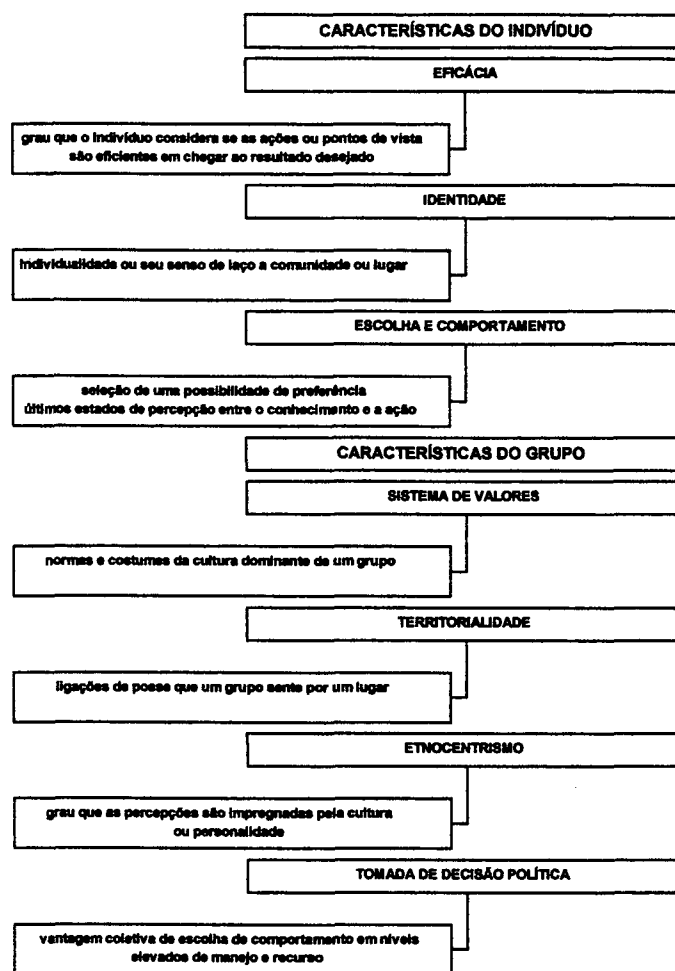 CARACTERÍSTICAS DO INDIVÍDUO
EFICÁCIA
grau que o indivíduo considera se as ações ou pontos de vista
são eficientes em chegar ao resultado desejado
IDENTIDADE
individualidade ou seu senso de laço a comunidade ou lugar
ESCOLHA E COMPORTAMENTO
seleção de uma possibilidade de preferência
últimos estados de percepção entre o conhecimento e a ação
CARACTERÍSTICAS DO GRUPO
SISTEMA DE VALORES
normas e costumes da cultura dominante de um grupo
TERRITORIALIDADE
ligações de posse que um grupo sente por um lugar
ETNOCENTRISMO
grau que as percepções são impregnadas pela cultura
ou personalidade
TOMADA DE DECISÃO POLÍTICA
vantagem coletiva de escolha de comportamento em níveis
elevados de manejo e recurso